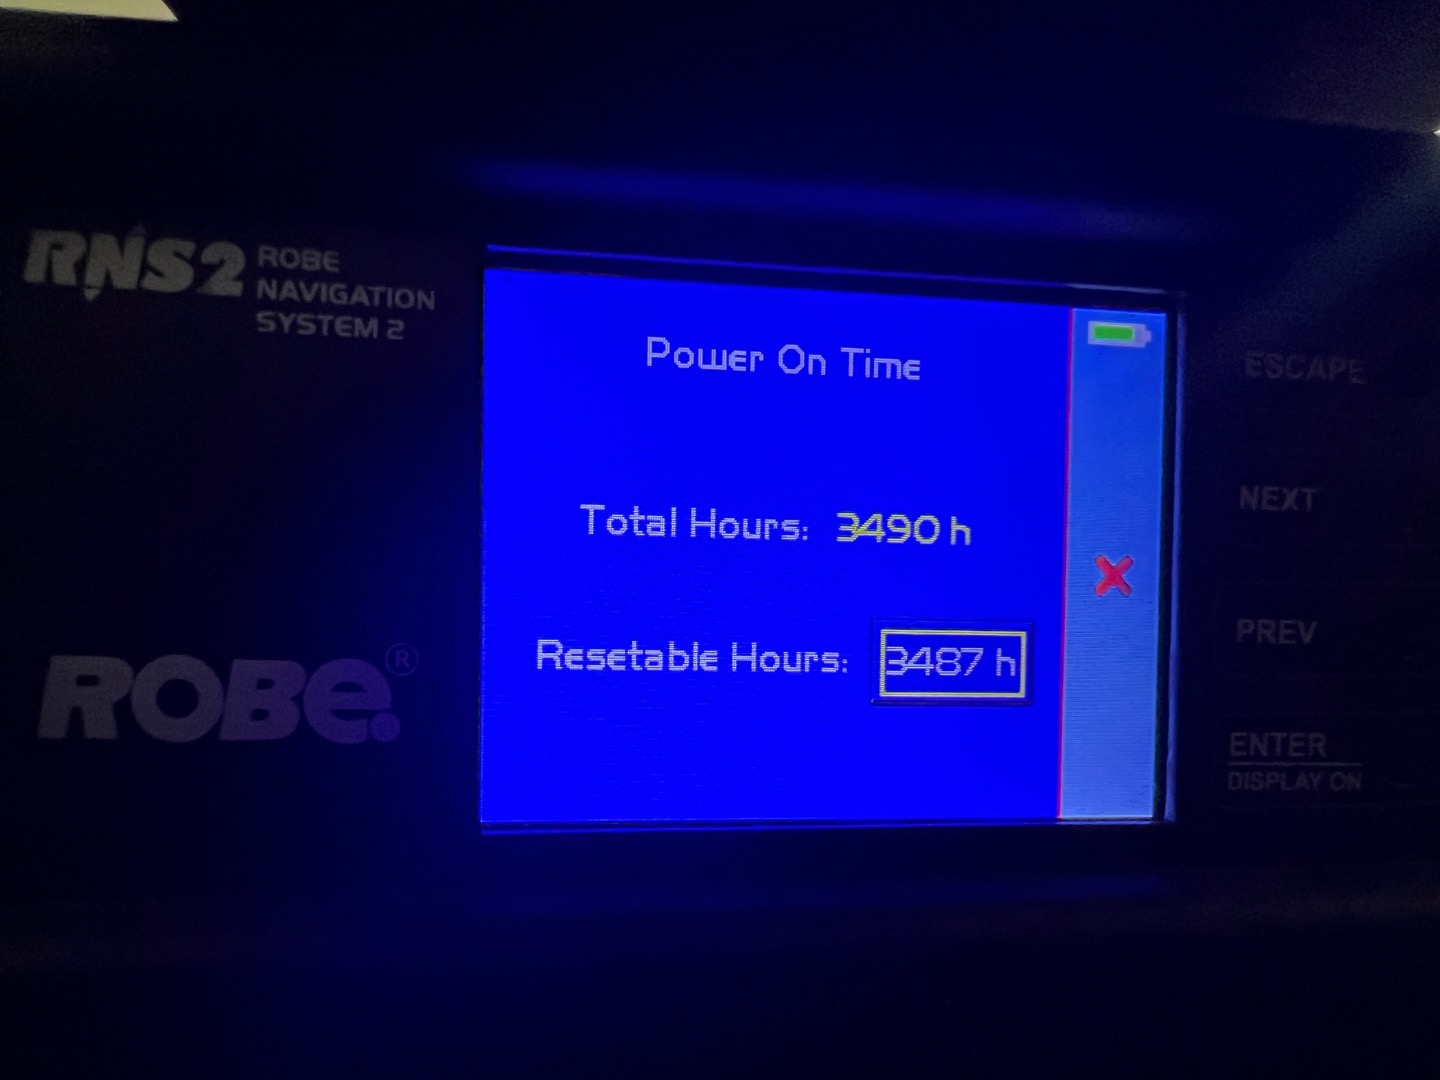 RNS2 ROBE
NAVIGATION
SYSTEM 2
ROBE®
Power On Time
Total Hours: 3490 h
Resetable Hours: 3487 h
ESCAPE
NEXT
PREV
ENTER
DISPLAY ON